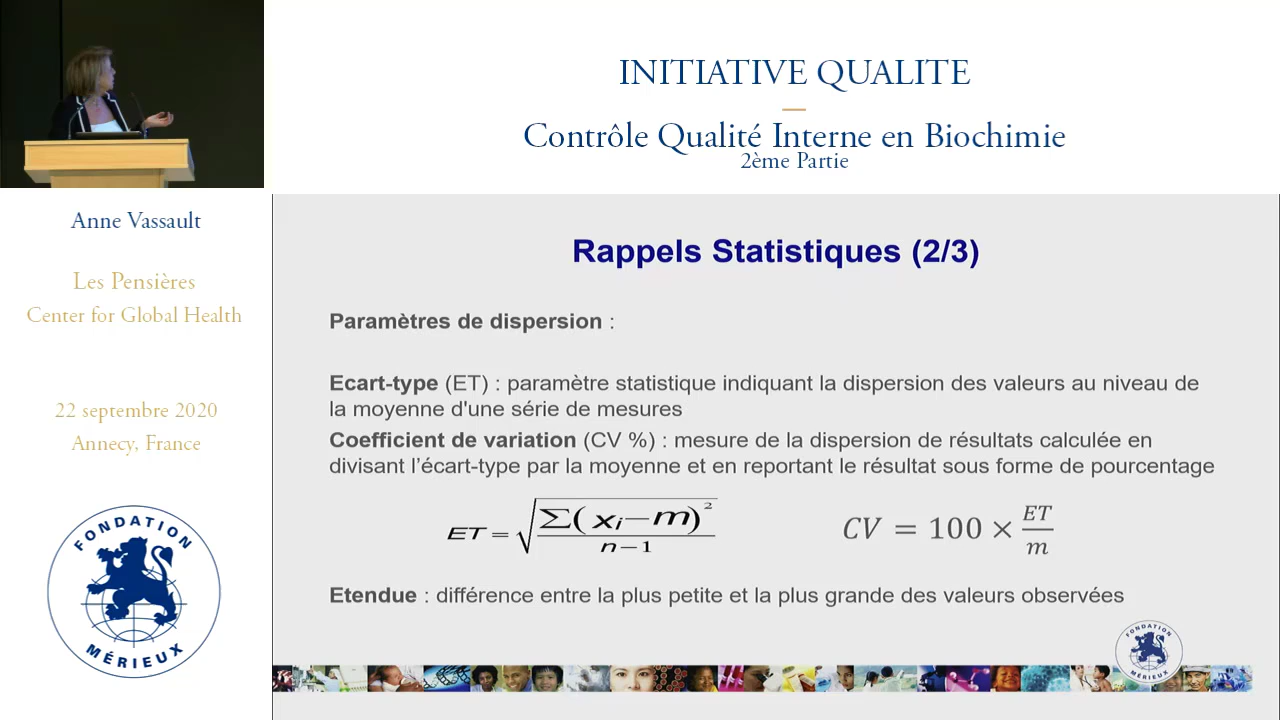 INITIATIVE QUALITE
Contrôle Qualité Interne en Biochimie
2ème Partie
Anne Vassault
Les Pensières
Center for Global Health
22 septembre 2020
Annecy, France
FONDATION
MÉRIEUX
Rappels Statistiques (2/3)
Paramètres de dispersion :
Ecart-type (ET) : paramètre statistique indiquant la dispersion des valeurs au niveau de
la moyenne d'une série de mesures
Coefficient de variation (CV %) : mesure de la dispersion de résultats calculée en
divisant l'écart-type par la moyenne et en reportant le résultat sous forme de pourcentage
ET = √(∑(xi−m)²/(n−1))
CV = 100 × ET/m
Etendue : différence entre la plus petite et la plus grande des valeurs observées
FONDATION
MÉRIEUX